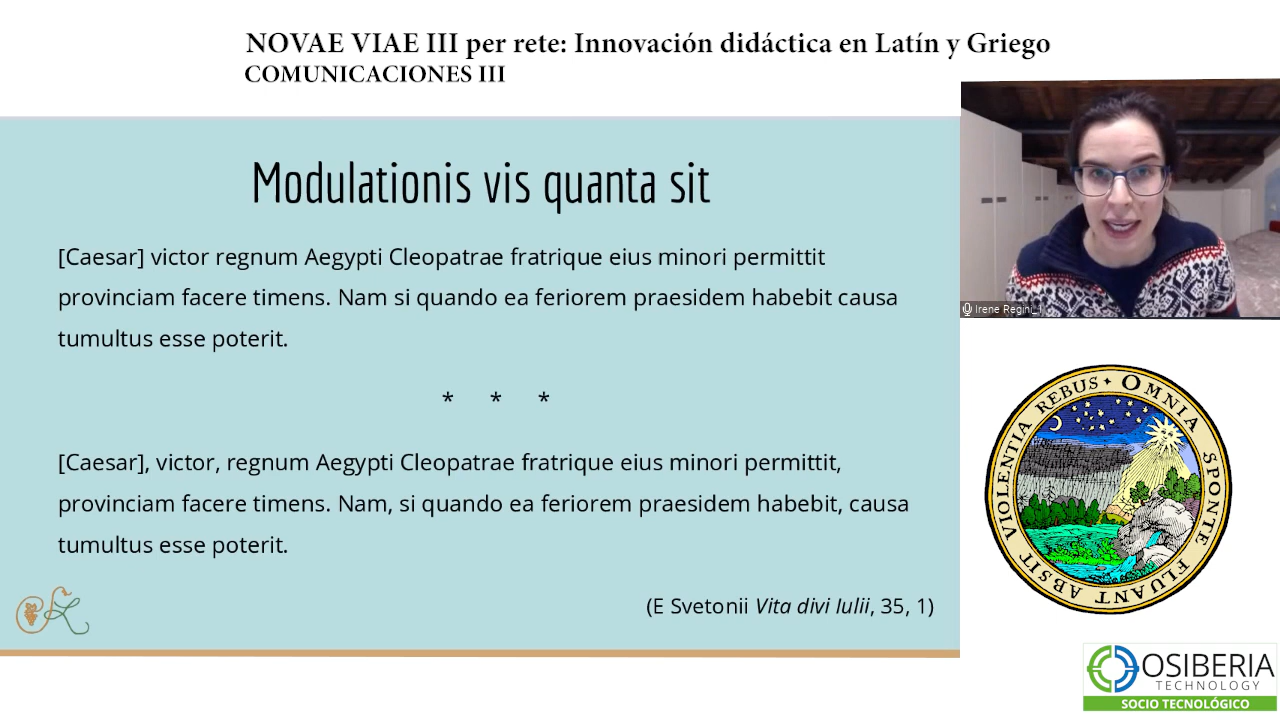 NOVAE VIAE III per rete: Innovación didáctica en Latín y Griego
COMUNICACIONES III
Modulationis vis quanta sit
[Caesar] victor regnum Aegypti Cleopatrae fratrique eius minori permittit
provinciam facere timens. Nam si quando ea feriorem praesidem habebit causa
tumultus esse poterit.
* * *
[Caesar], victor, regnum Aegypti Cleopatrae fratrique eius minori permittit,
provinciam facere timens. Nam, si quando ea feriorem praesidem habebit, causa
tumultus esse poterit.
(E Svetonii Vita divi Iulii, 35, 1)
Irene Regini
OMNIA SPONTE FLUANT ABSIT VIOLENTIA REBUS
OSIBERIA
TECHNOLOGY
SOCIO TECNOLÓGICO